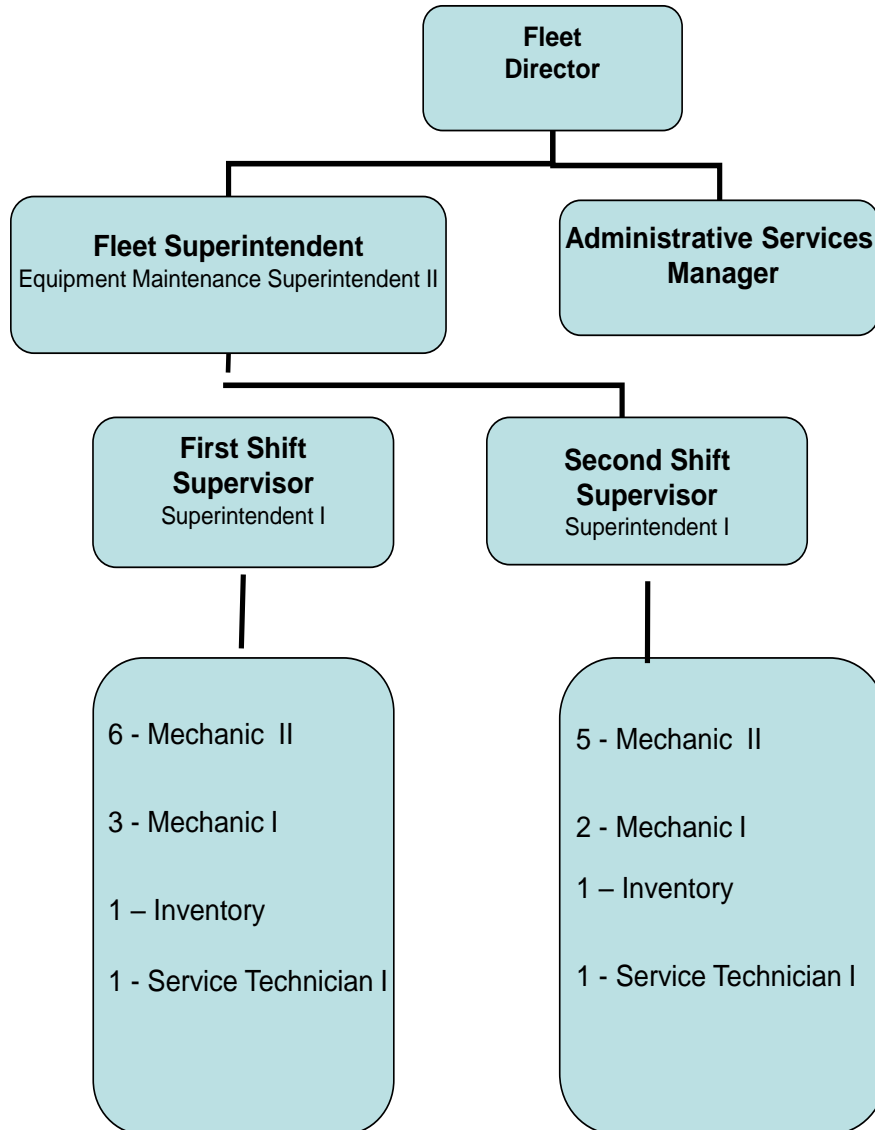 Fleet
Director
Fleet Superintendent
Equipment Maintenance Superintendent II
Administrative Services
Manager
First Shift
Supervisor
Superintendent I
Second Shift
Supervisor
Superintendent I
6 - Mechanic  II
3 - Mechanic I
1 – Inventory
1 - Service Technician I
5 - Mechanic  II
2 - Mechanic I
1 – Inventory
1 - Service Technician I